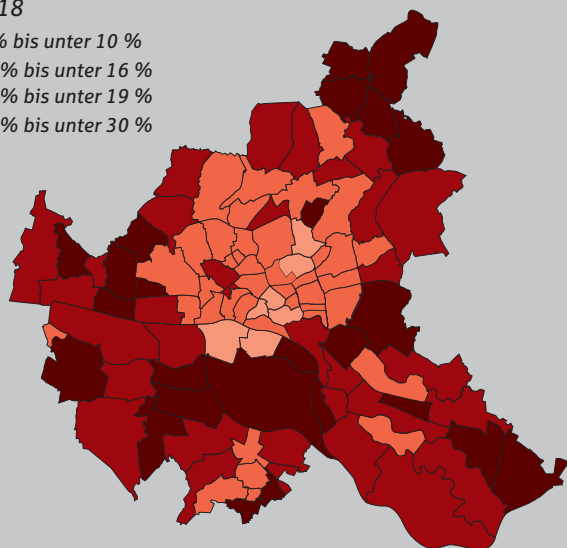 18
% bis unter 10 %
% bis unter 16 %
% bis unter 19 %
% bis unter 30 %